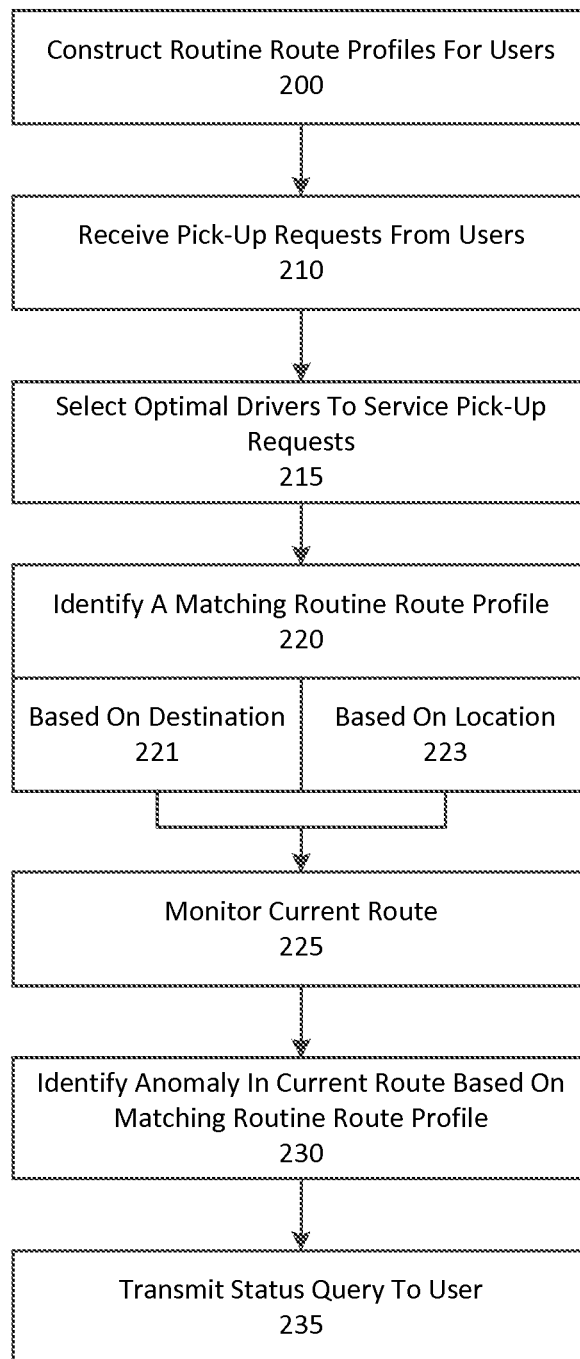 Construct Routine Route Profiles For Users
200
Receive Pick-Up Requests From Users
210
Select Optimal Drivers To Service Pick-Up
Requests
215
Identify A Matching Routine Route Profile
220
Based On Destination
221
Based On Location
223
Monitor Current Route
225
Identify Anomaly In Current Route Based On
Matching Routine Route Profile
230
Transmit Status Query To User
235